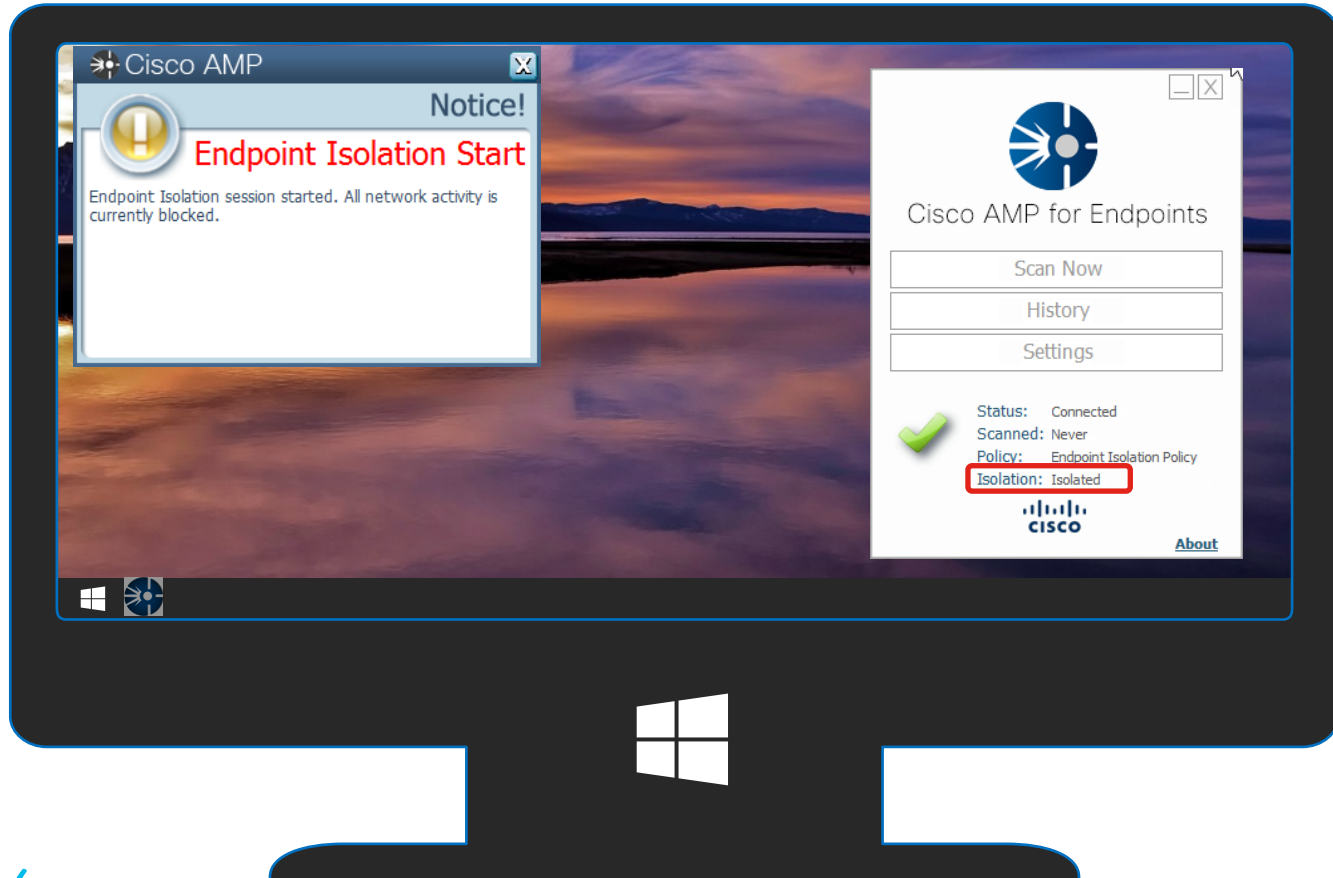 Cisco AMP
Notice!
Endpoint Isolation Start
Endpoint Isolation session started. All network activity is
currently blocked.
Cisco AMP for Endpoints
Scan Now
History
Settings
Status: Connected
Scanned: Never
Policy: Endpoint Isolation Policy
Isolation: Isolated
CISCO
About